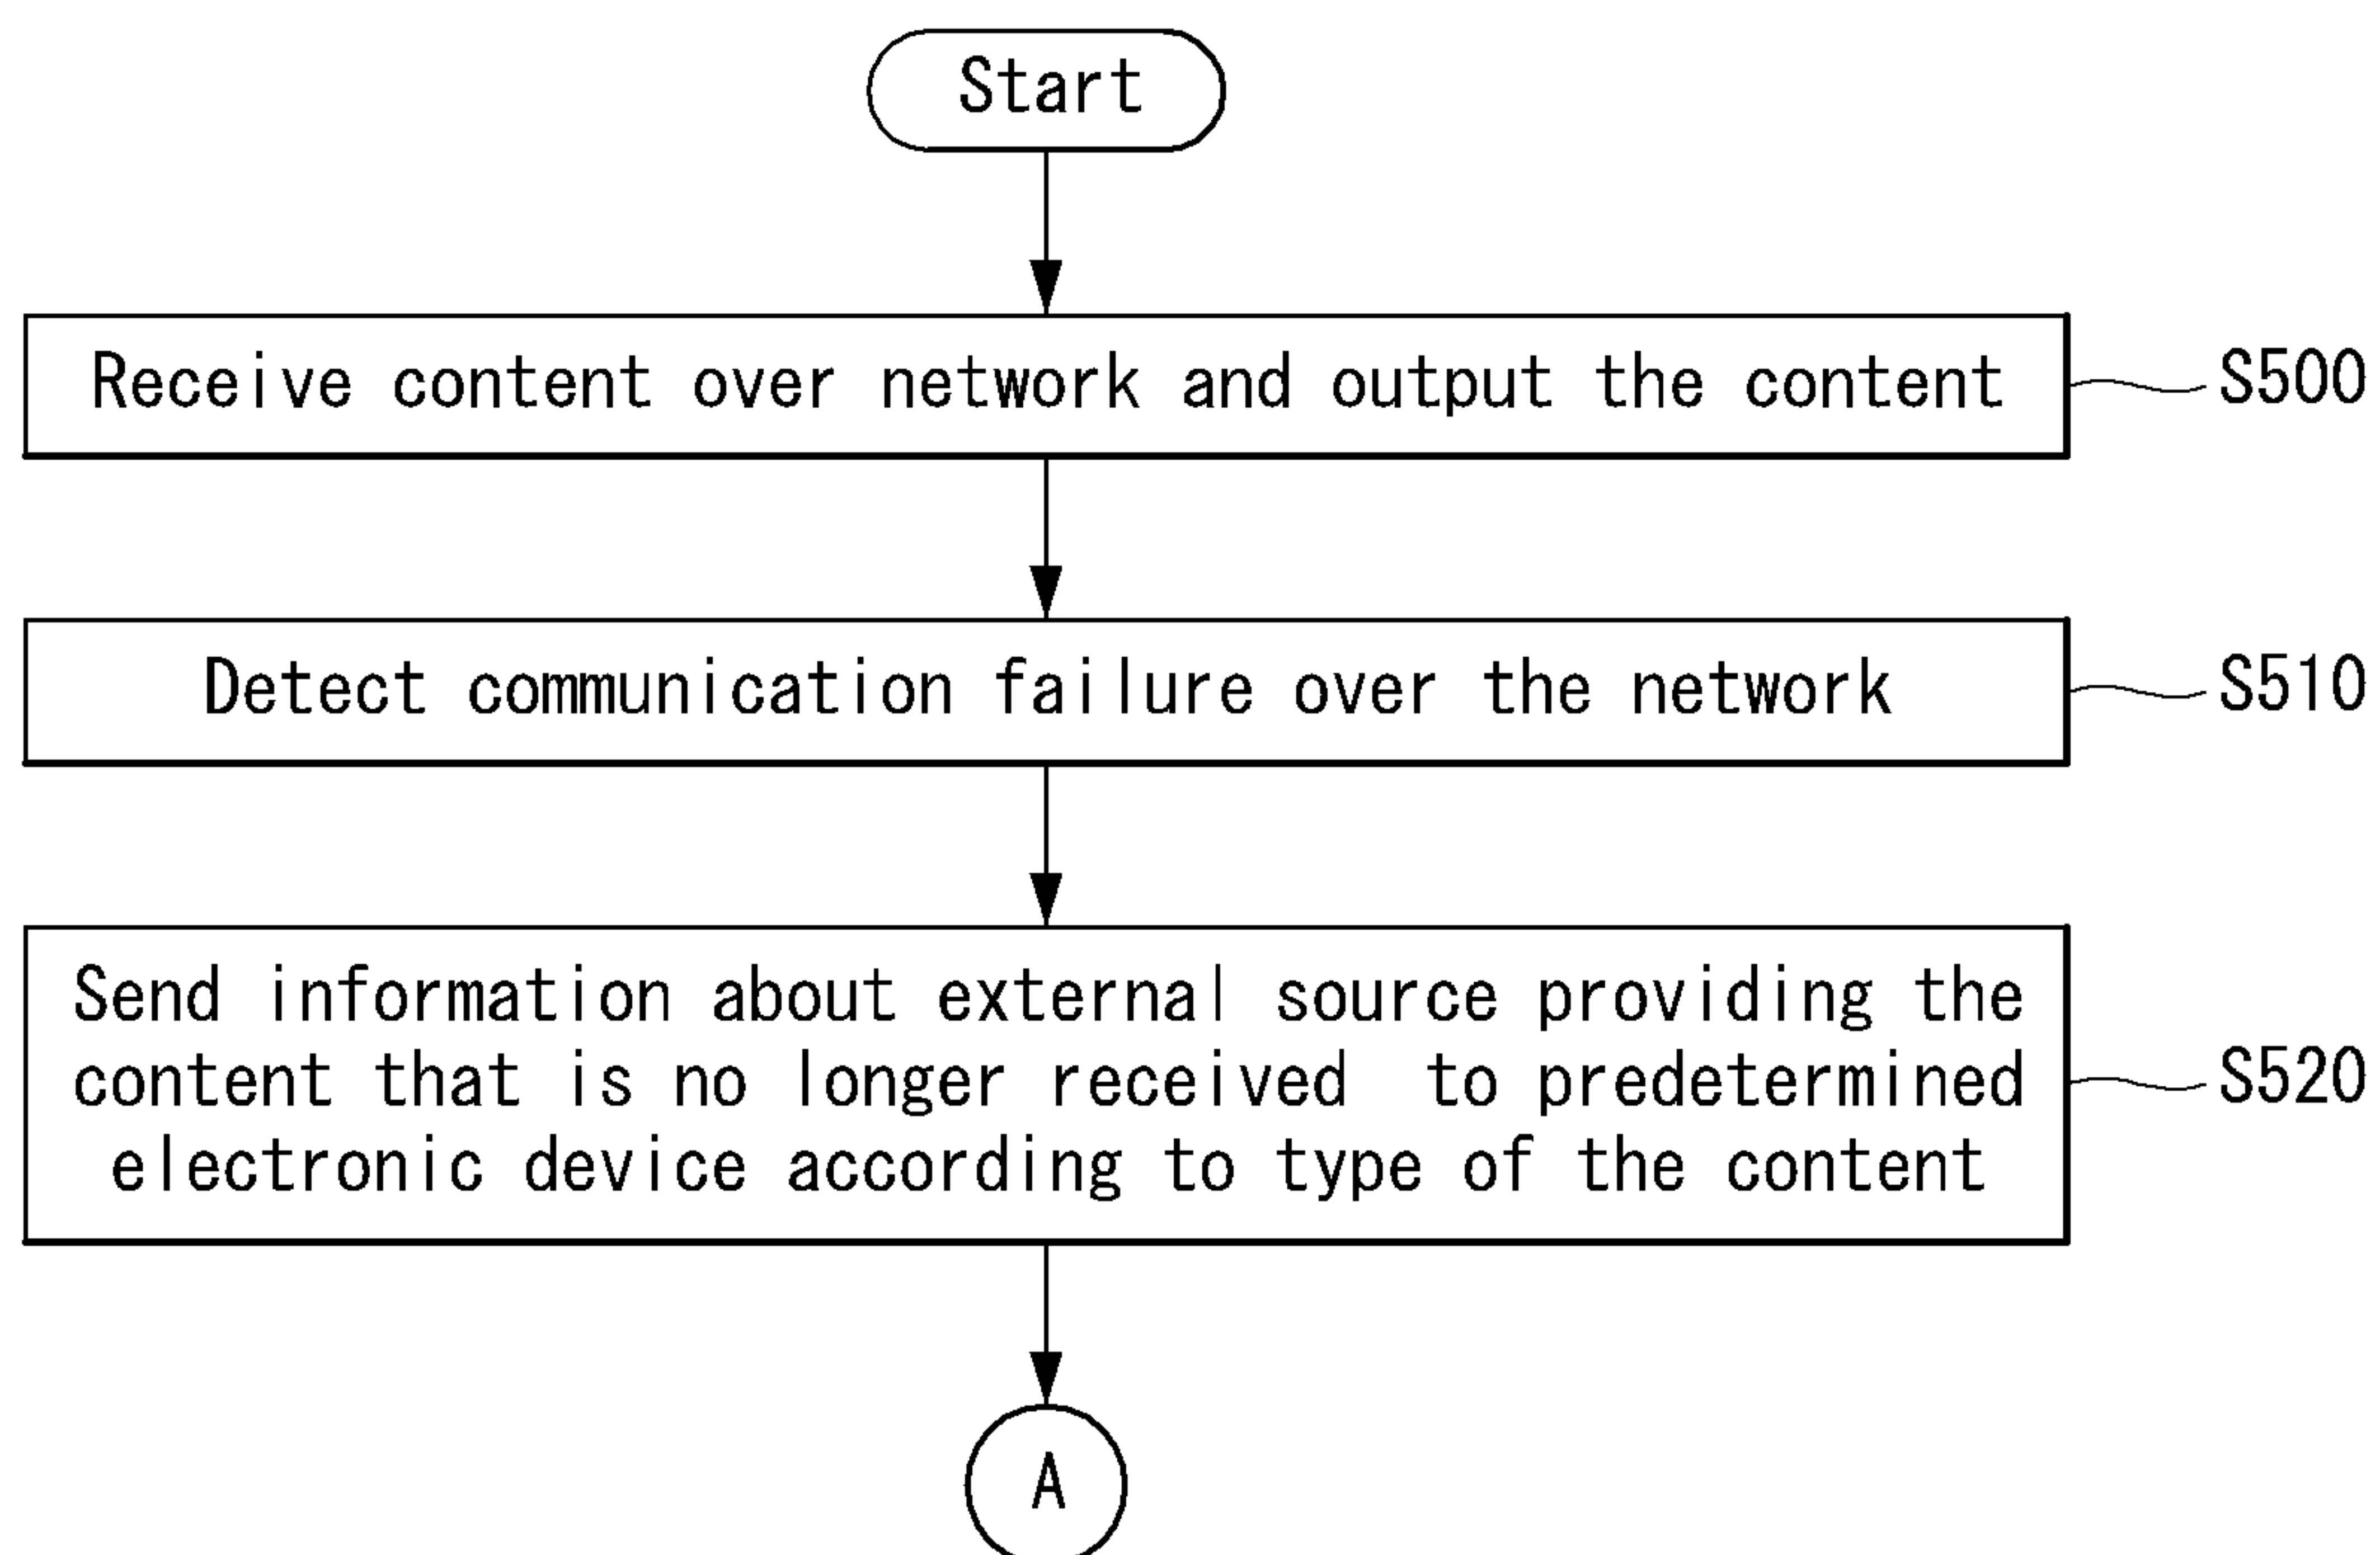 Start
Receive content over network and output the content
S500
Detect communication failure over the network
S510
Send information about external source providing the
content that is no longer received to predetermined
S520
electronic device according to type of the content
A